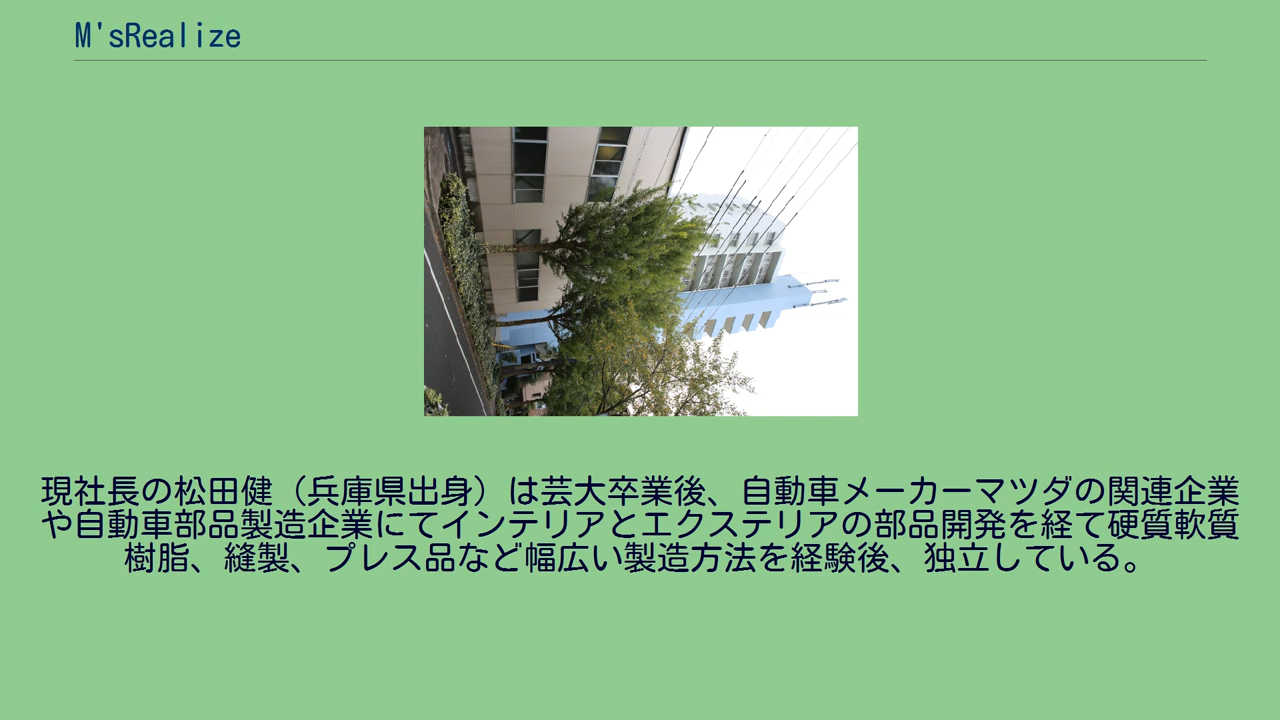 M'sRealize
現社長の松田健（兵庫県出身）は芸大卒業後、自動車メーカーマツダの関連企業
や自動車部品製造企業にてインテリアとエクステリアの部品開発を経て硬質軟質
樹脂、縫製、プレス品など幅広い製造方法を経験後、独立している。